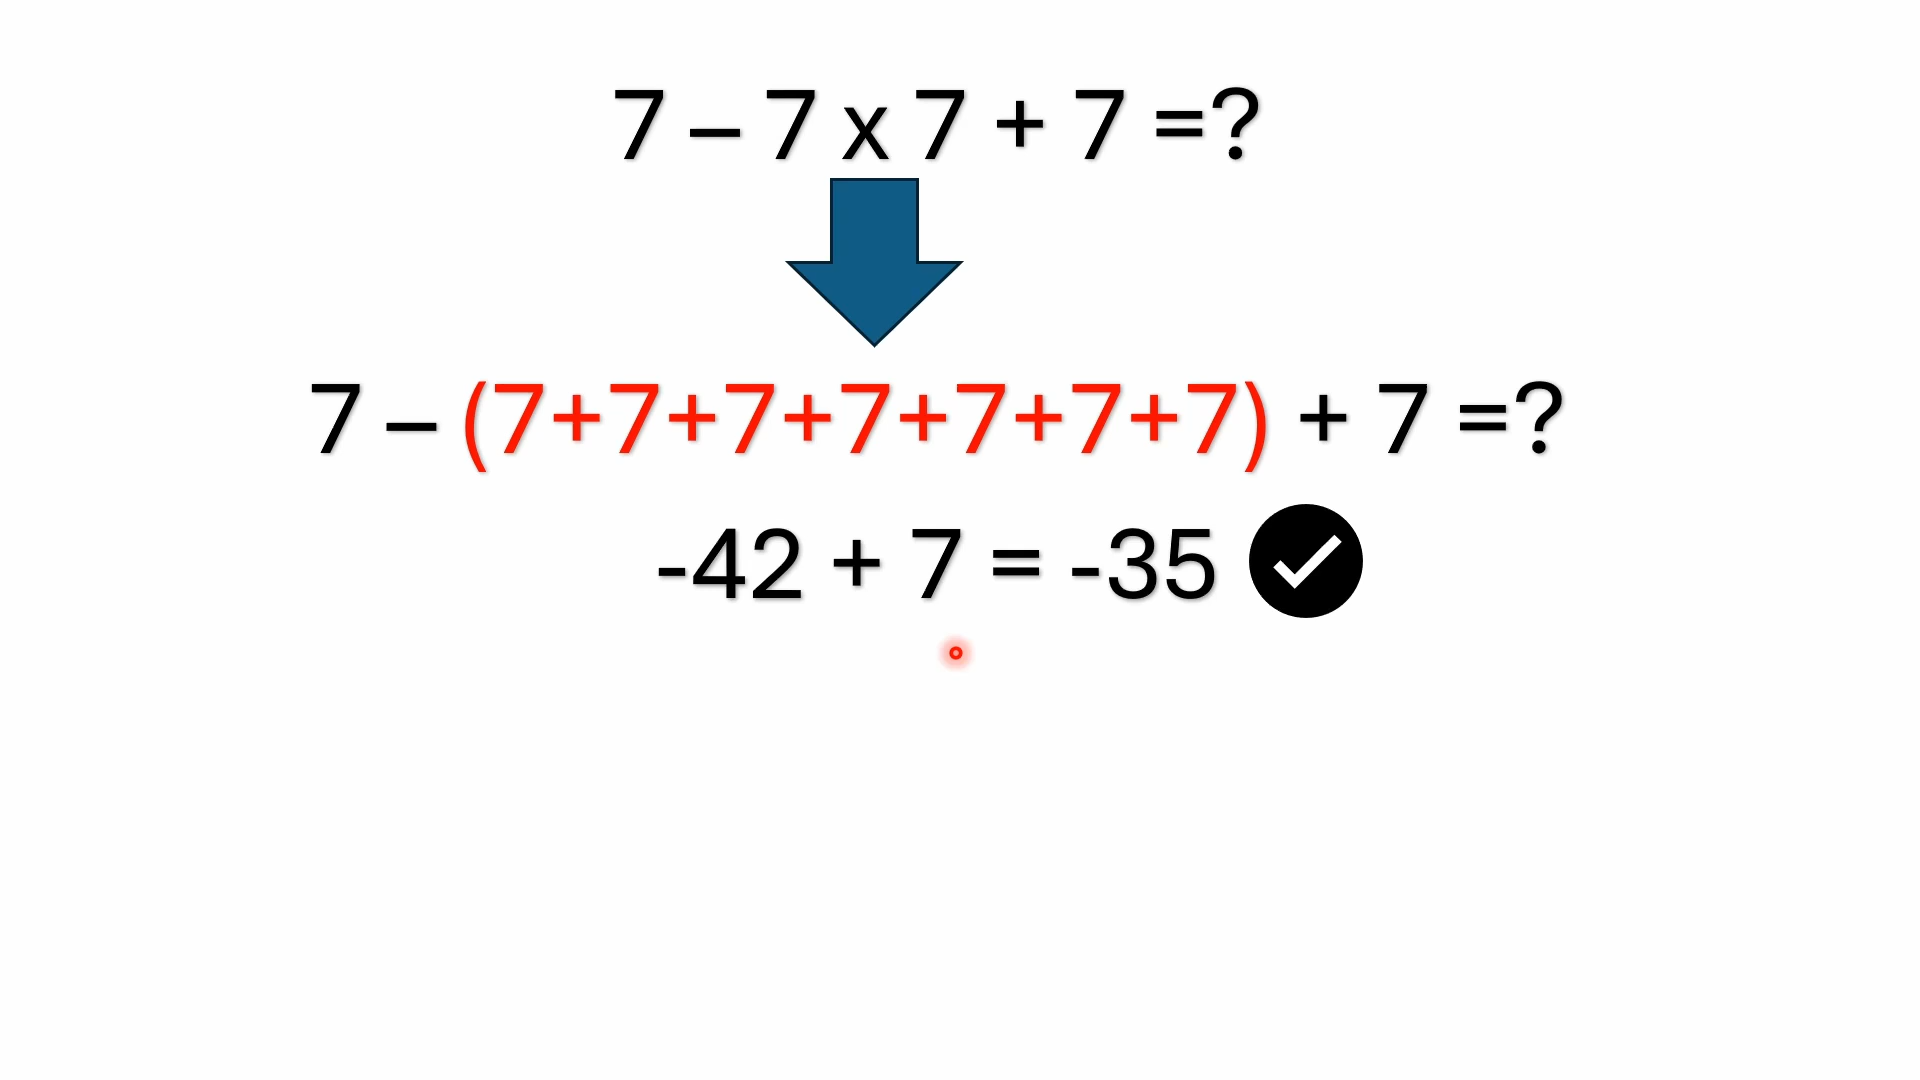 7 – 7 x 7 + 7 =?
7 – (7+7+7+7+7+7+7) + 7 =?
-42 + 7 = -35